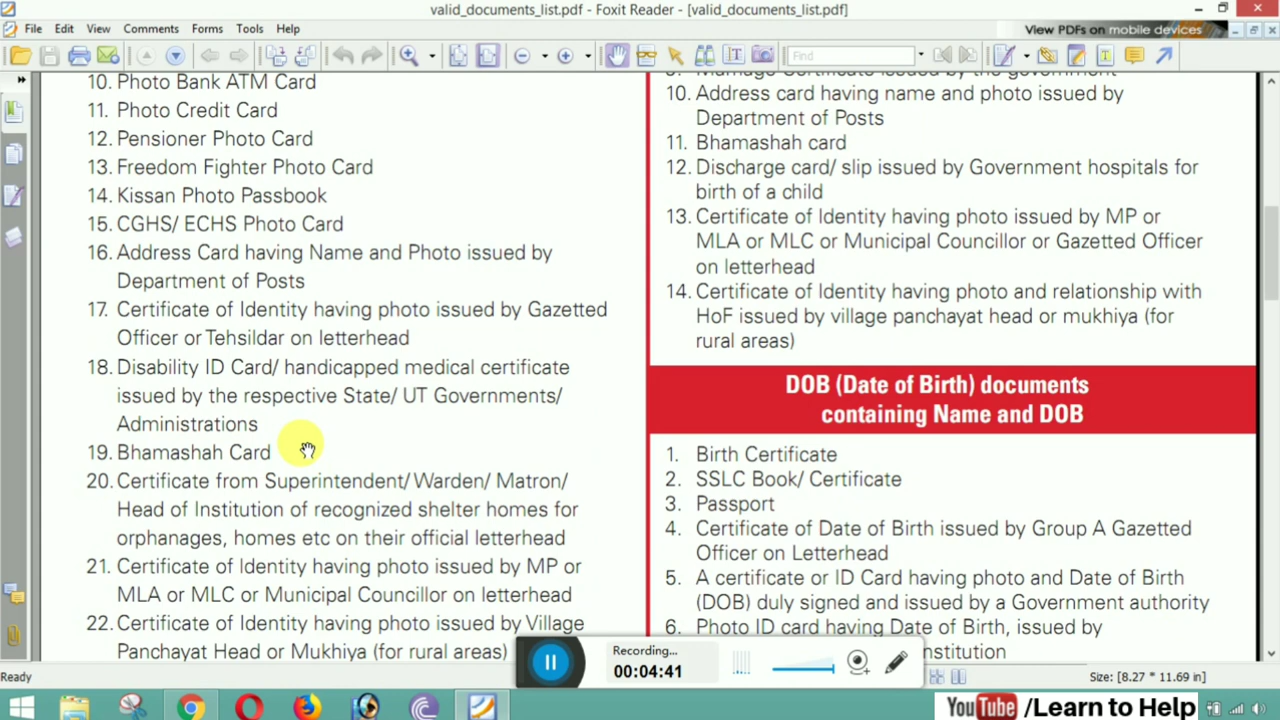 valid_documents_list.pdf - Foxit Reader - [valid_documents_list.pdf]
File Edit View Comments Forms Tools Help
View PDFs on mobile devices
Find
10. Photo Bank ATM Card
11. Photo Credit Card
12. Pensioner Photo Card
13. Freedom Fighter Photo Card
14. Kissan Photo Passbook
15. CGHS/ ECHS Photo Card
16. Address Card having Name and Photo issued by
Department of Posts
17. Certificate of Identity having photo issued by Gazetted
Officer or Tehsildar on letterhead
18. Disability ID Card/ handicapped medical certificate
issued by the respective State/ UT Governments/
Administrations
19. Bhamashah Card
20. Certificate from Superintendent/ Warden/ Matron/
Head of Institution of recognized shelter homes for
orphanages, homes etc on their official letterhead
21. Certificate of Identity having photo issued by MP or
MLA or MLC or Municipal Councillor on letterhead
22. Certificate of Identity having photo issued by Village
Panchayat Head or Mukhiya (for rural areas)
9. Marriage Certificate issued by the government
10. Address card having name and photo issued by
Department of Posts
11. Bhamashah card
12. Discharge card/ slip issued by Government hospitals for
birth of a child
13. Certificate of Identity having photo issued by MP or
MLA or MLC or Municipal Councillor or Gazetted Officer
on letterhead
14. Certificate of Identity having photo and relationship with
HoF issued by village panchayat head or mukhiya (for
rural areas)
DOB (Date of Birth) documents
containing Name and DOB
1. Birth Certificate
2. SSLC Book/ Certificate
3. Passport
4. Certificate of Date of Birth issued by Group A Gazetted
Officer on Letterhead
5. A certificate or ID Card having photo and Date of Birth
(DOB) duly signed and issued by a Government authority
6. Photo ID card having Date of Birth, issued by
nstitution
Recording...
00:04:41
Ready
Size: [8.27 * 11.69 in]
YouTube /Learn to Help